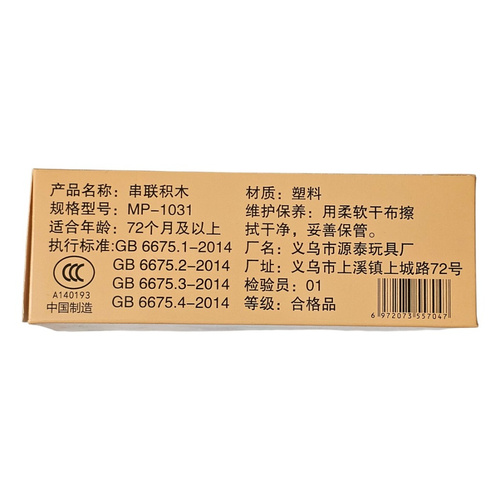 产品名称：串联积木
规格型号：MP-1031
适合年龄：72个月及以上
执行标准：GB 6675.1-2014
GB 6675.2-2014
GB 6675.3-2014
GB 6675.4-2014
CCC
A140193
中国制造
材质：塑料
维护保养：用柔软干布擦
拭干净，妥善保管。
厂名：义乌市源泰玩具厂
厂址：义乌市上溪镇上城路72号
检验员：01
等级：合格品
6 972073 557047